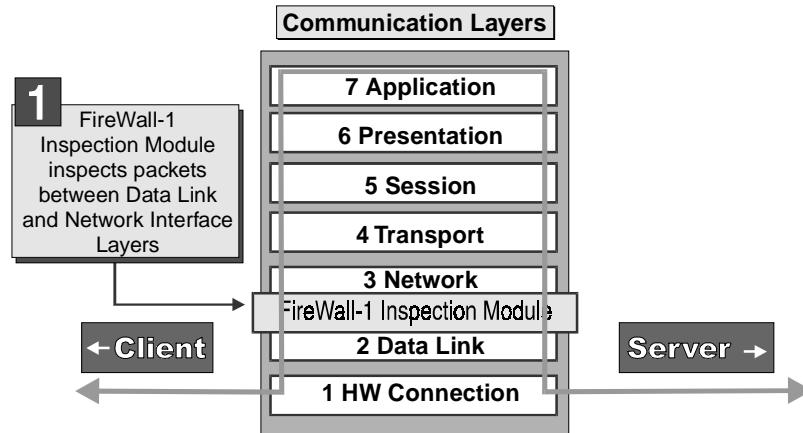 Communication Layers
1
FireWall-1
Inspection Module
inspects packets
between Data Link
and Network Interface
Layers
7 Application
6 Presentation
5 Session
4 Transport
3 Network
FireWall-1 Inspection Module
2 Data Link
1 HW Connection
←Client
Server →